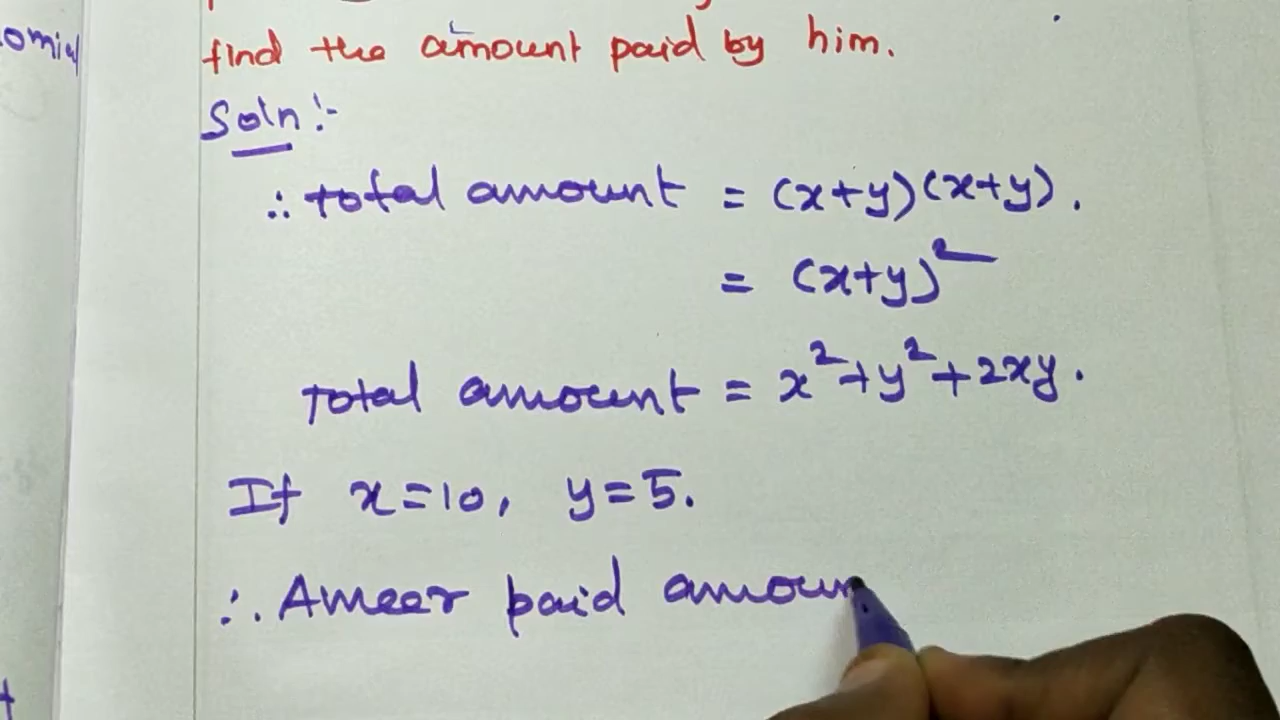 find the amount paid by him.
Soln :-
∴ total amount = (x+y)(x+y).
= (x+y)²
total amount = x²+y²+2xy.
If x=10, y=5.
∴ Ameer paid amoun